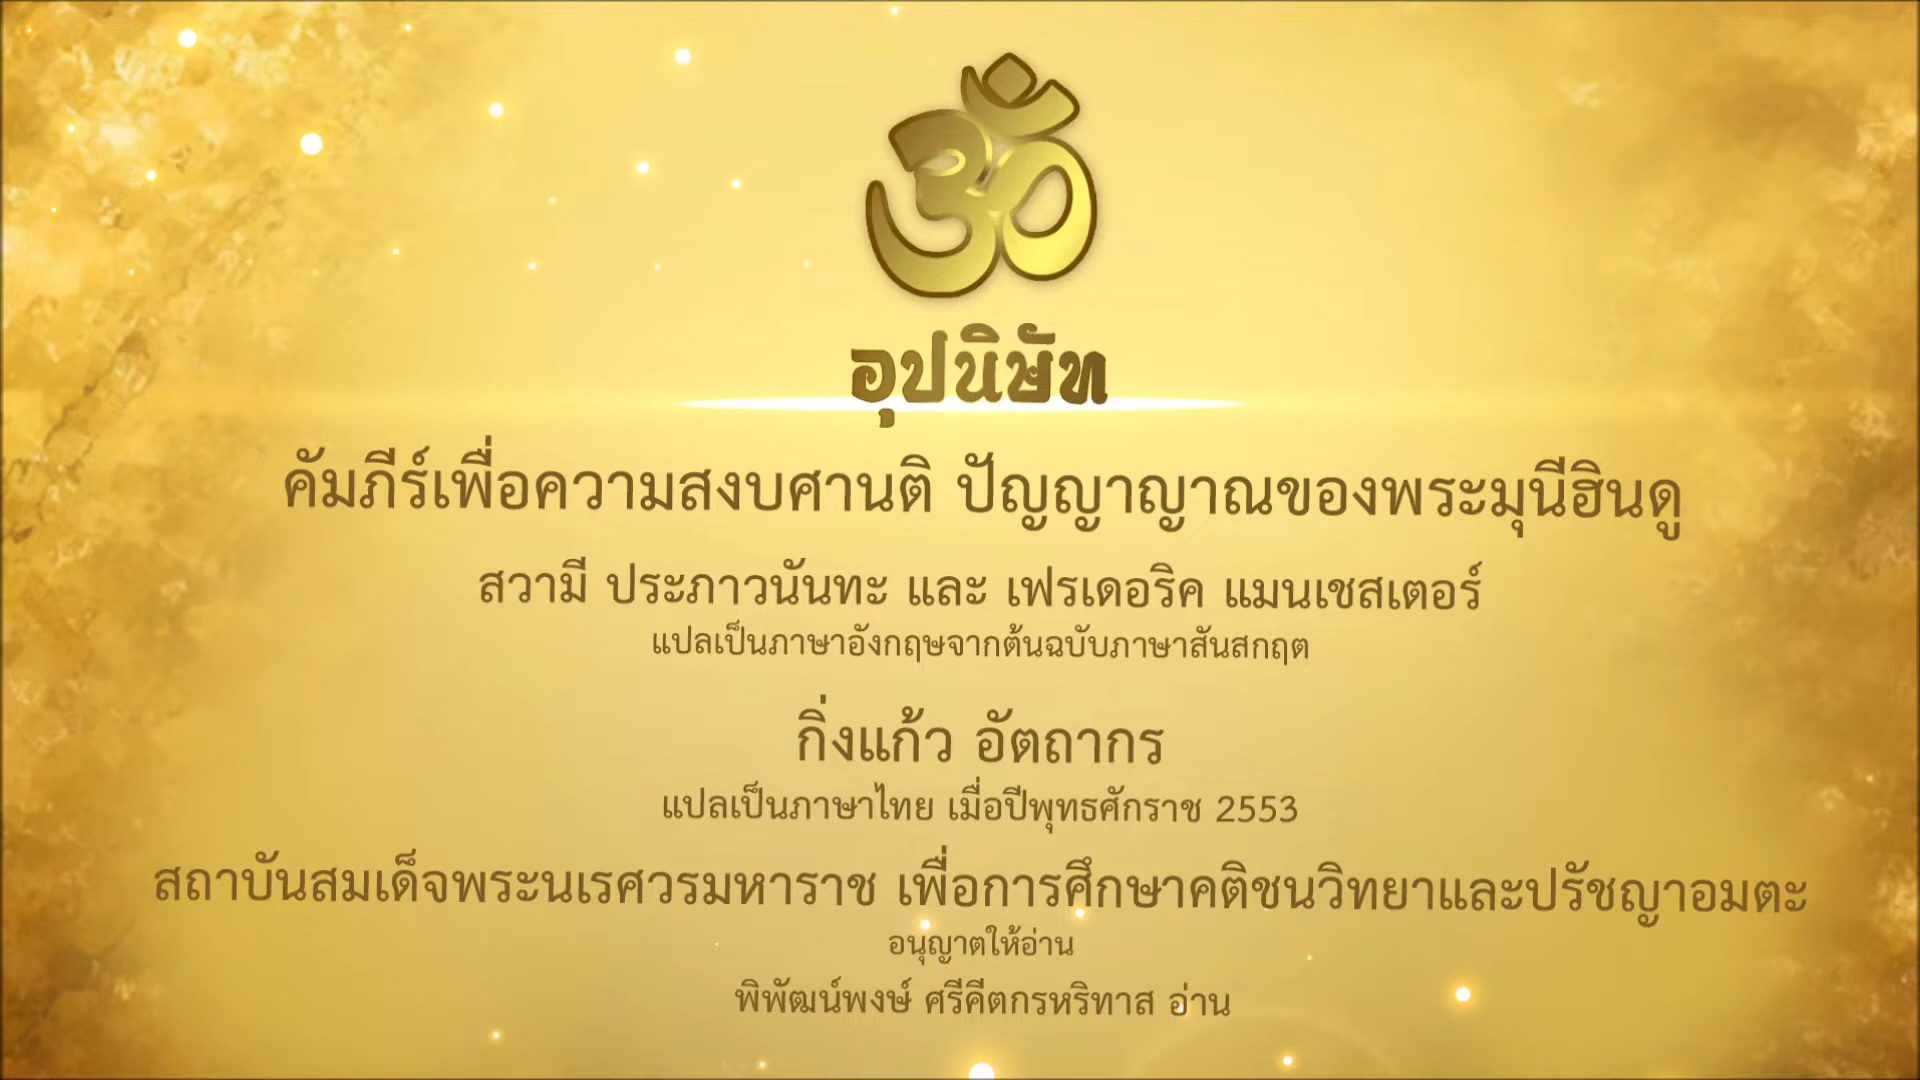 ॐ
อุปนิษัท
คัมภีร์เพื่อความสงบศานติ ปัญญาญาณของพระมุนีฮินดู
สวามี ประภาวนันทะ และ เฟรเดอริค แมนเชสเตอร์
แปลเป็นภาษาอังกฤษจากต้นฉบับภาษาสันสกฤต
กิ่งแก้ว อัตถากร
แปลเป็นภาษาไทย เมื่อปีพุทธศักราช 2553
สถาบันสมเด็จพระนเรศวรมหาราช เพื่อการศึกษาคติชนวิทยาและปรัชญาอมตะ
อนุญาตให้อ่าน
พิพัฒน์พงษ์ ศรีคีตกรหริทาส อ่าน